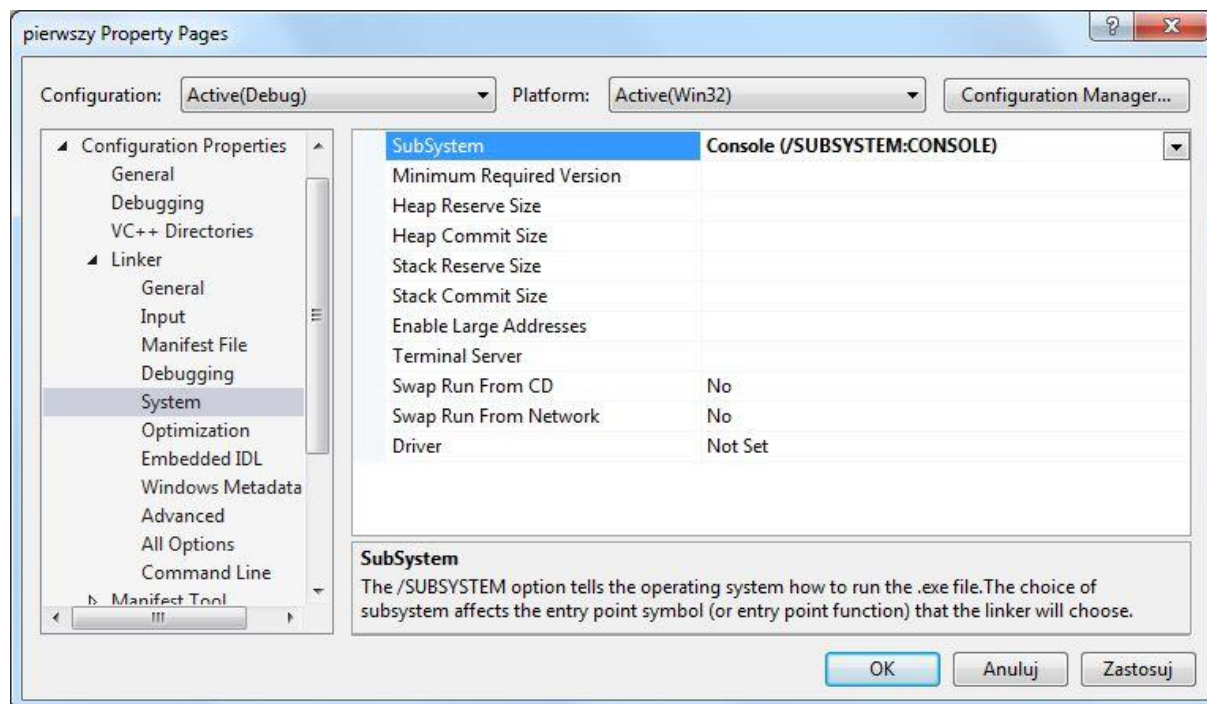 pierwszy Property Pages
Configuration: Active(Debug) Platform: Active(Win32) Configuration Manager...
Configuration Properties
General
Debugging
VC++ Directories
Linker
General
Input
Manifest File
Debugging
System
Optimization
Embedded IDL
Windows Metadata
Advanced
All Options
Command Line
Manifest Tool
SubSystem Console (/SUBSYSTEM:CONSOLE)
Minimum Required Version
Heap Reserve Size
Heap Commit Size
Stack Reserve Size
Stack Commit Size
Enable Large Addresses
Terminal Server
Swap Run From CD No
Swap Run From Network No
Driver Not Set
SubSystem
The /SUBSYSTEM option tells the operating system how to run the .exe file.The choice of
subsystem affects the entry point symbol (or entry point function) that the linker will choose.
OK Anuluj Zastosuj